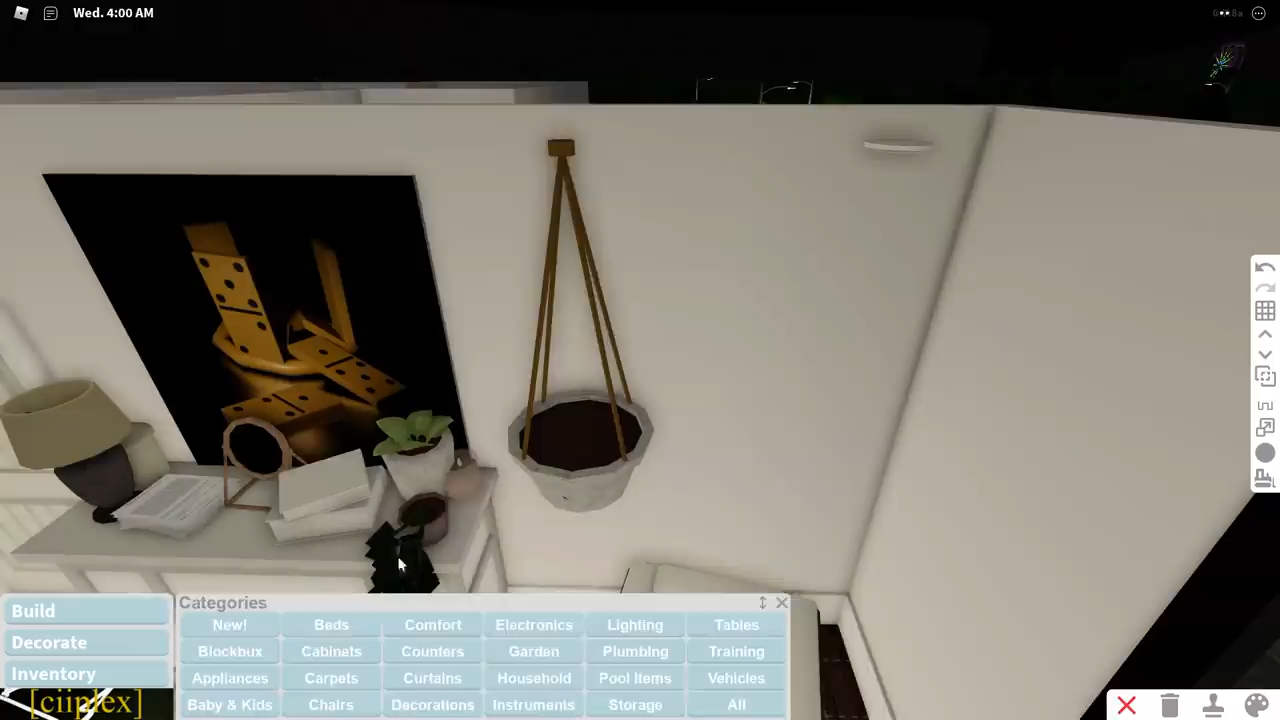 Wed. 4:00 AM
Categories
Build
Decorate
Inventory
New! Beds Comfort Electronics Lighting Tables
Blockbux Cabinets Counters Garden Plumbing Training
Appliances Carpets Curtains Household Pool Items Vehicles
Baby & Kids Chairs Decorations Instruments Storage All
[ciiplex]